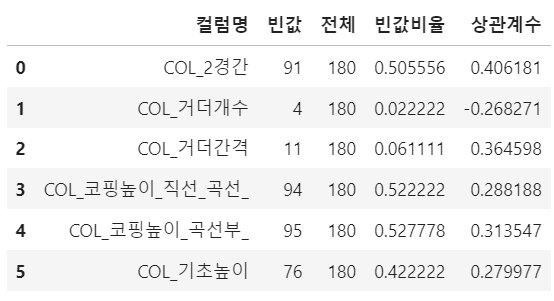 컬럼명 빈값 전체 빈값비율 상관계수
0 COL_2경간 91 180 0.505556 0.406181
1 COL_거더개수 4 180 0.022222 -0.268271
2 COL_거더간격 11 180 0.061111 0.364598
3 COL_코핑높이_직선_곡선_ 94 180 0.522222 0.288188
4 COL_코핑높이_곡선부_ 95 180 0.527778 0.313547
5 COL_기초높이 76 180 0.422222 0.279977